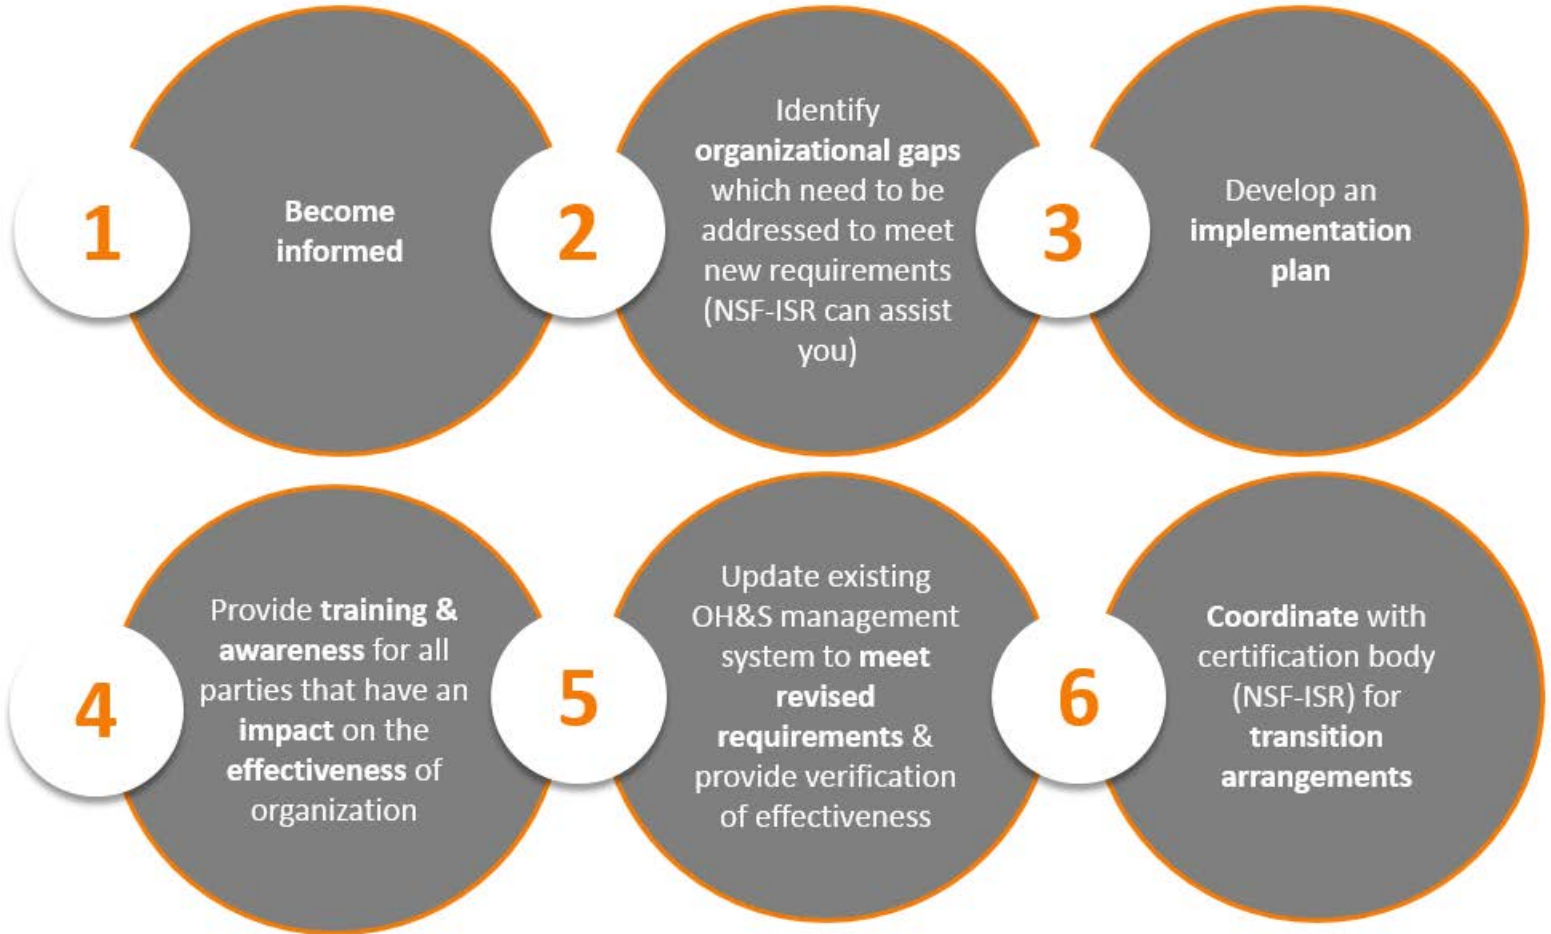 1
Become
informed
2
Identify
organizational gaps
which need to be
addressed to meet
new requirements
(NSF-ISR can assist
you)
3
Develop an
implementation
plan
4
Provide training &
awareness for all
parties that have an
impact on the
effectiveness of
organization
5
Update existing
OH&S management
system to meet
revised
requirements &
provide verification
of effectiveness
6
Coordinate with
certification body
(NSF-ISR) for
transition
arrangements